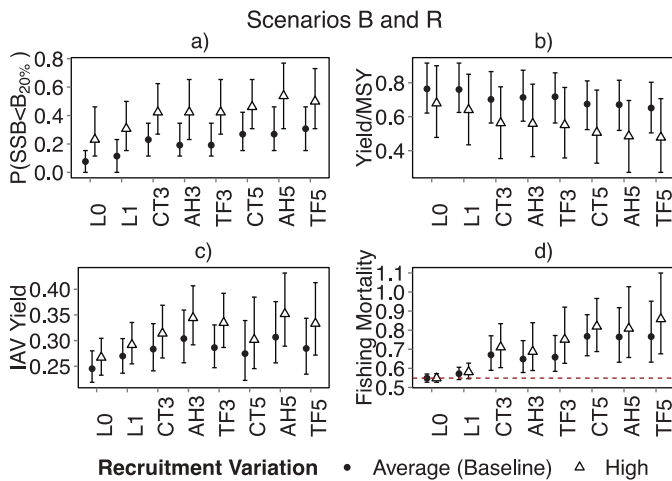 Scenarios B and R
a)
P(SSB<B20%)
0.8
0.6
0.4
0.2
0.0
L0
L1
CT3
AH3
TF3
CT5
AH5
TF5
b)
Yield/MSY
0.8
0.6
0.4
L0
L1
CT3
AH3
TF3
CT5
AH5
TF5
c)
IAV Yield
0.40
0.35
0.30
0.25
L0
L1
CT3
AH3
TF3
CT5
AH5
TF5
d)
Fishing Mortality
1.1
1.0
0.9
0.8
0.7
0.6
0.5
L0
L1
CT3
AH3
TF3
CT5
AH5
TF5
Recruitment Variation Average (Baseline) High